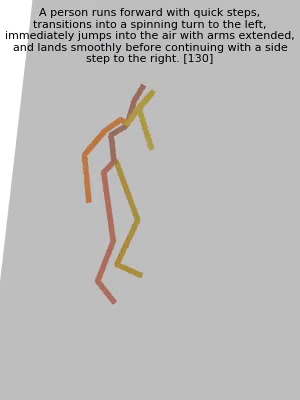 A person runs forward with quick steps,
transitions into a spinning turn to the left,
immediately jumps into the air with arms extended,
and lands smoothly before continuing with a side
step to the right. [130]